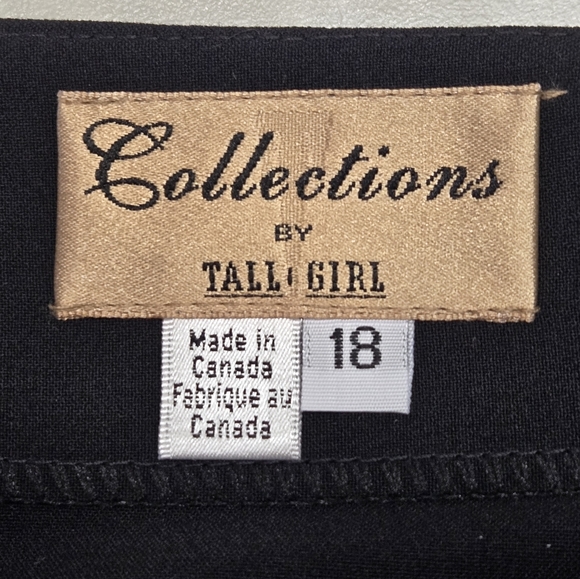 Collections
BY
TALL GIRL
Made in
Canada
Fabrique au
Canada
18